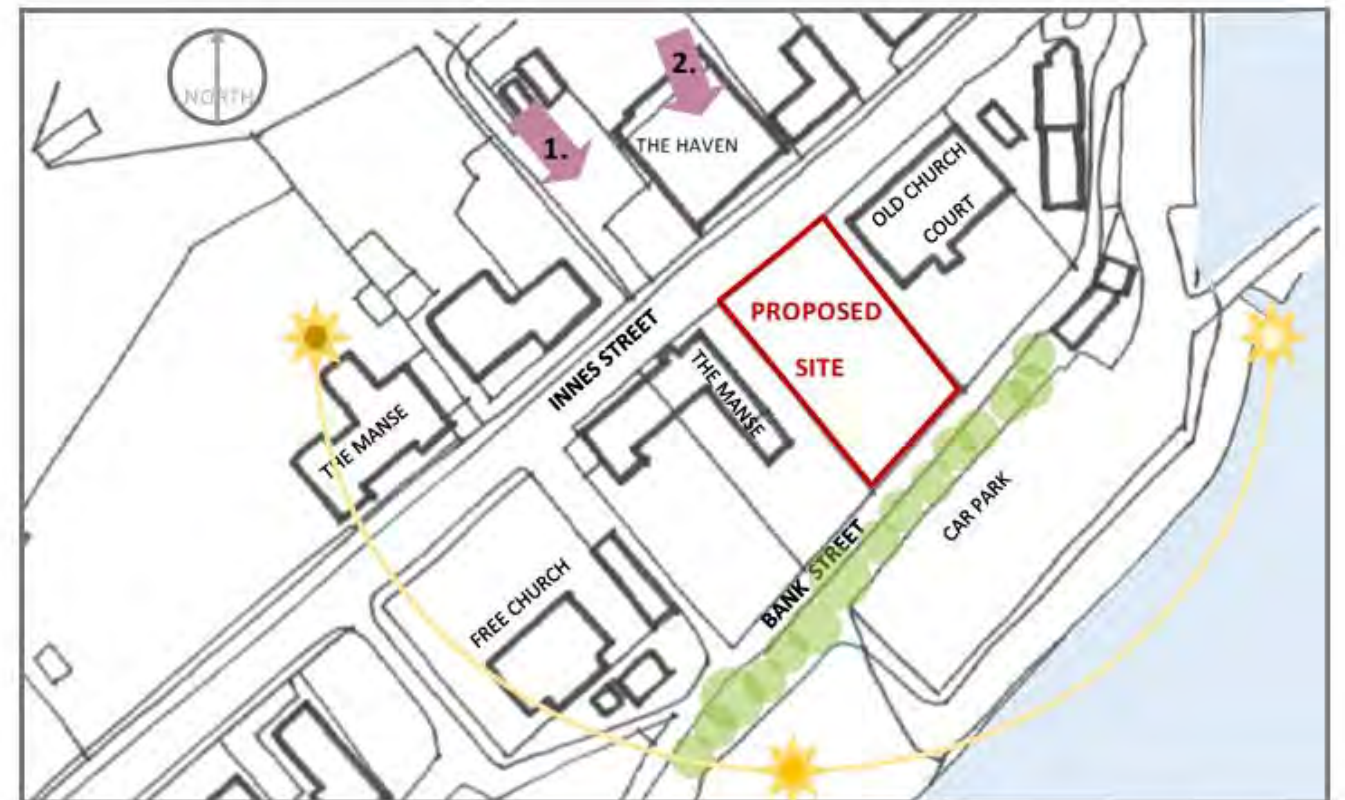 NORTH
1.
2.
THE HAVEN
OLD CHURCH
COURT
PROPOSED
SITE
INNES STREET
THE MANSE
THE MANSE
FREE CHURCH
BANK STREET
CAR PARK